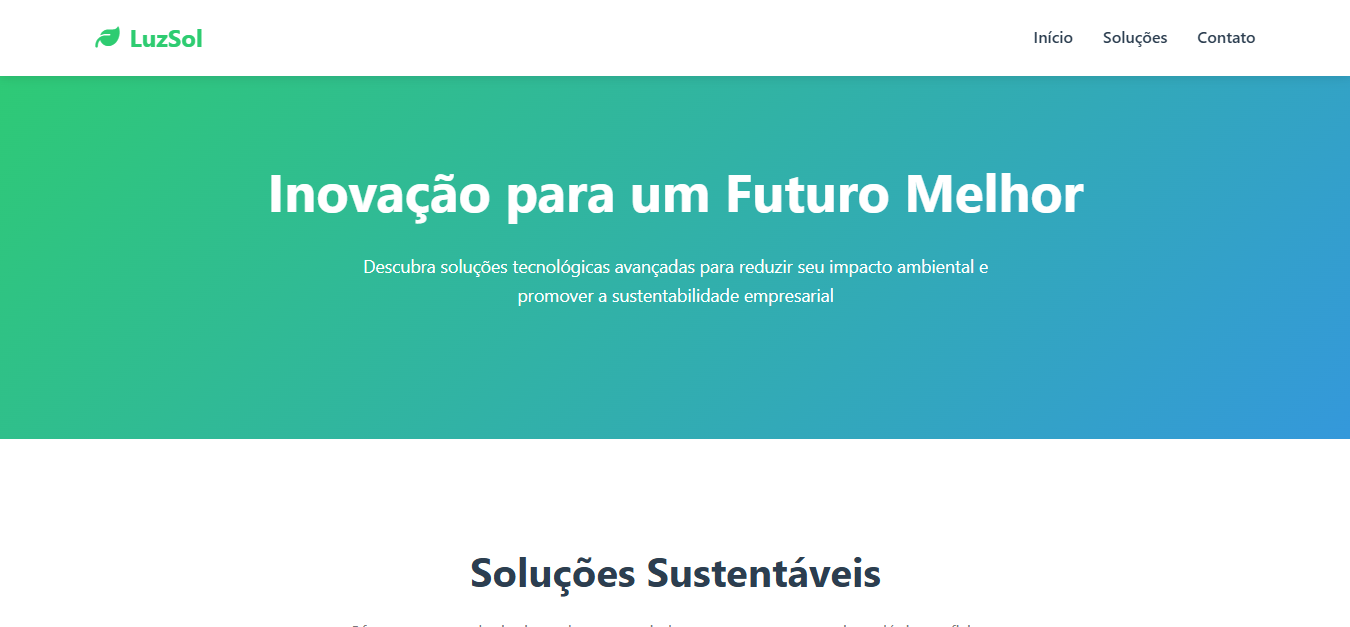 LuzSol
Início Soluções Contato
Inovação para um Futuro Melhor
Descubra soluções tecnológicas avançadas para reduzir seu impacto ambiental e
promover a sustentabilidade empresarial
Soluções Sustentáveis